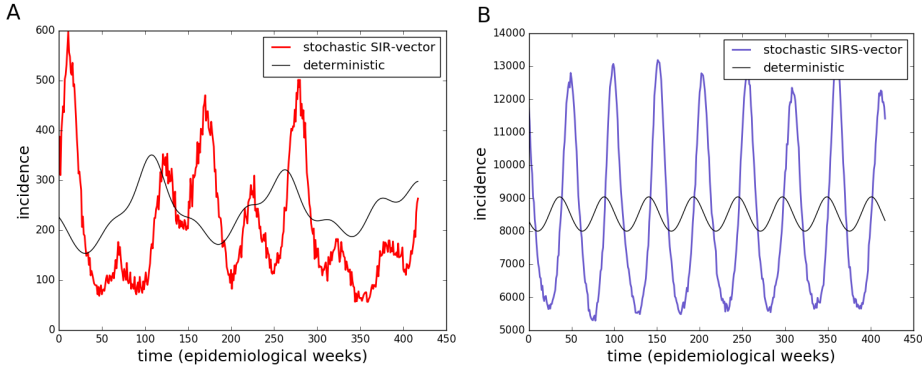 A
600
500
400
300
200
100
0
incidence
stochastic SIR-vector
deterministic
0 50 100 150 200 250 300 350 400 450
time (epidemiological weeks)
B
14000
13000
12000
11000
10000
9000
8000
7000
6000
5000
incidence
stochastic SIRS-vector
deterministic
0 50 100 150 200 250 300 350 400 450
time (epidemiological weeks)